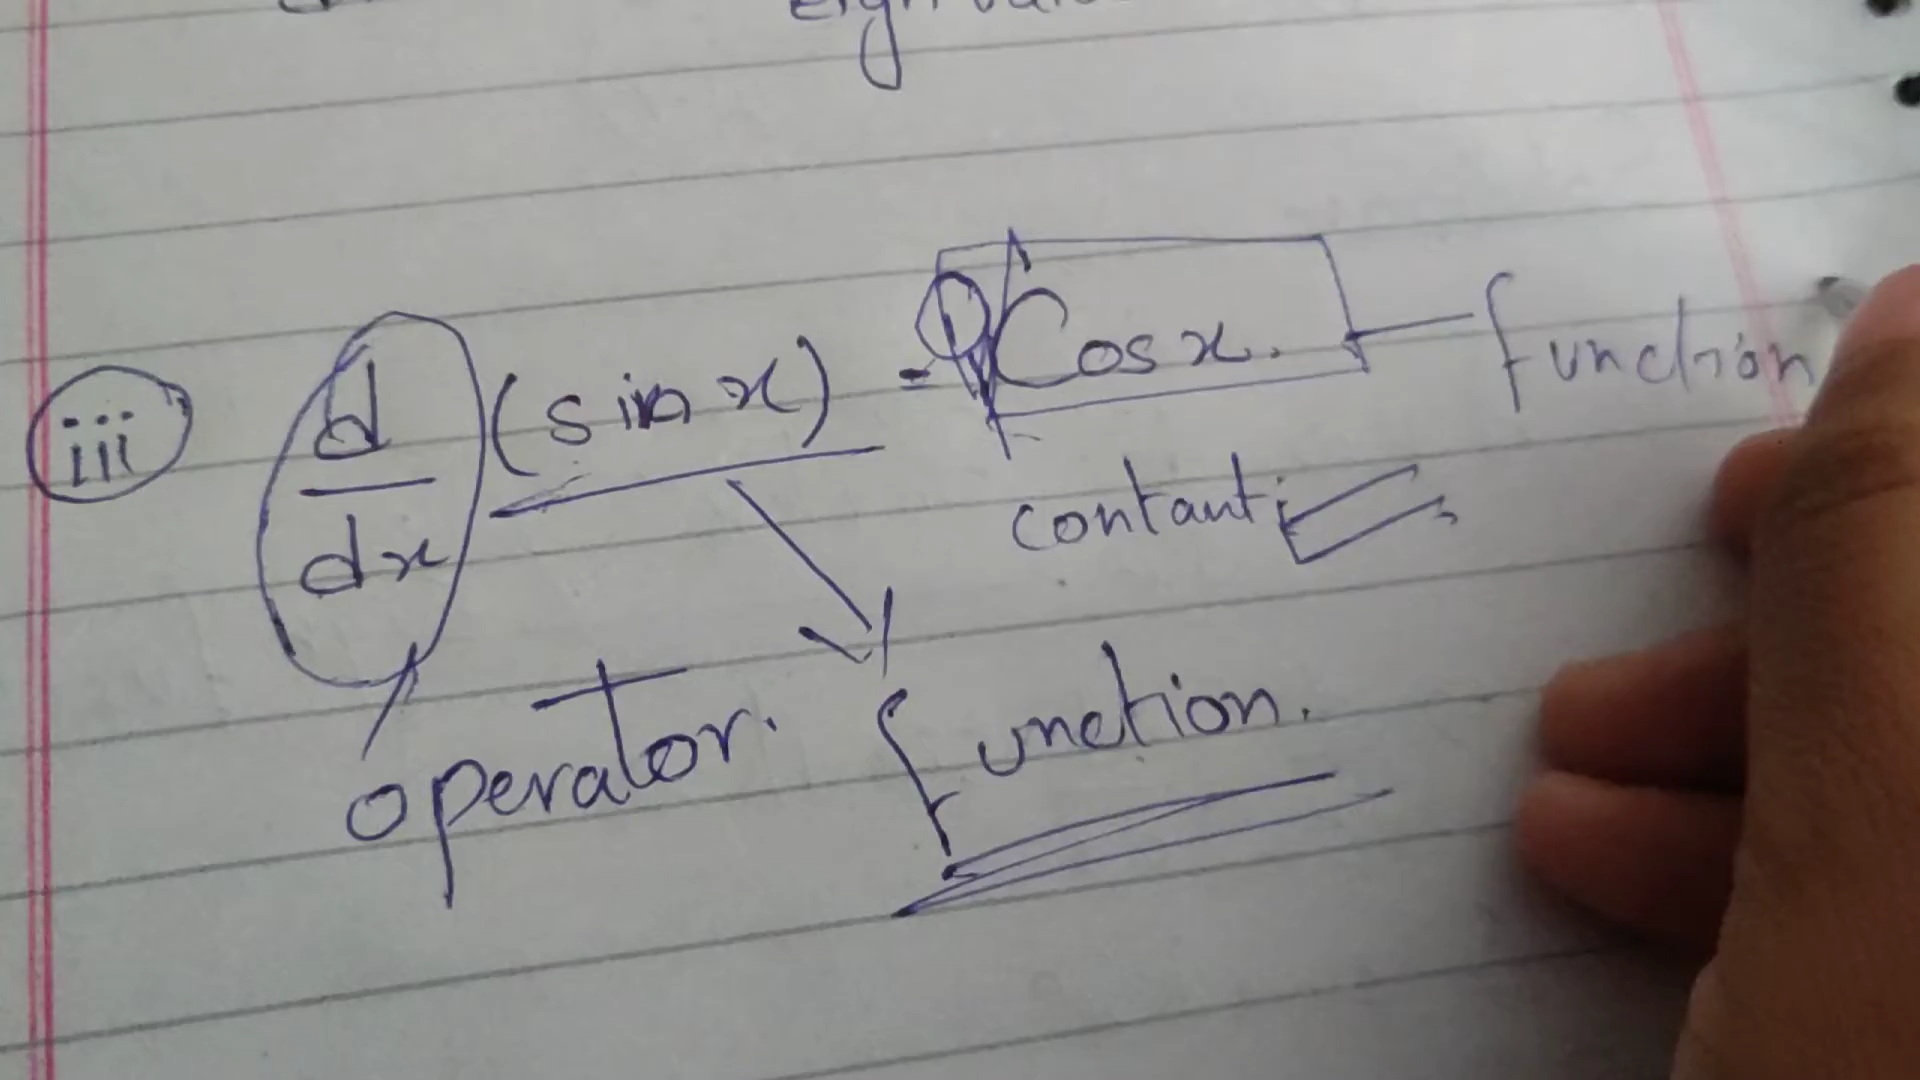 iii d/dx (sin x) = Cos x. function
contant
operator. function.